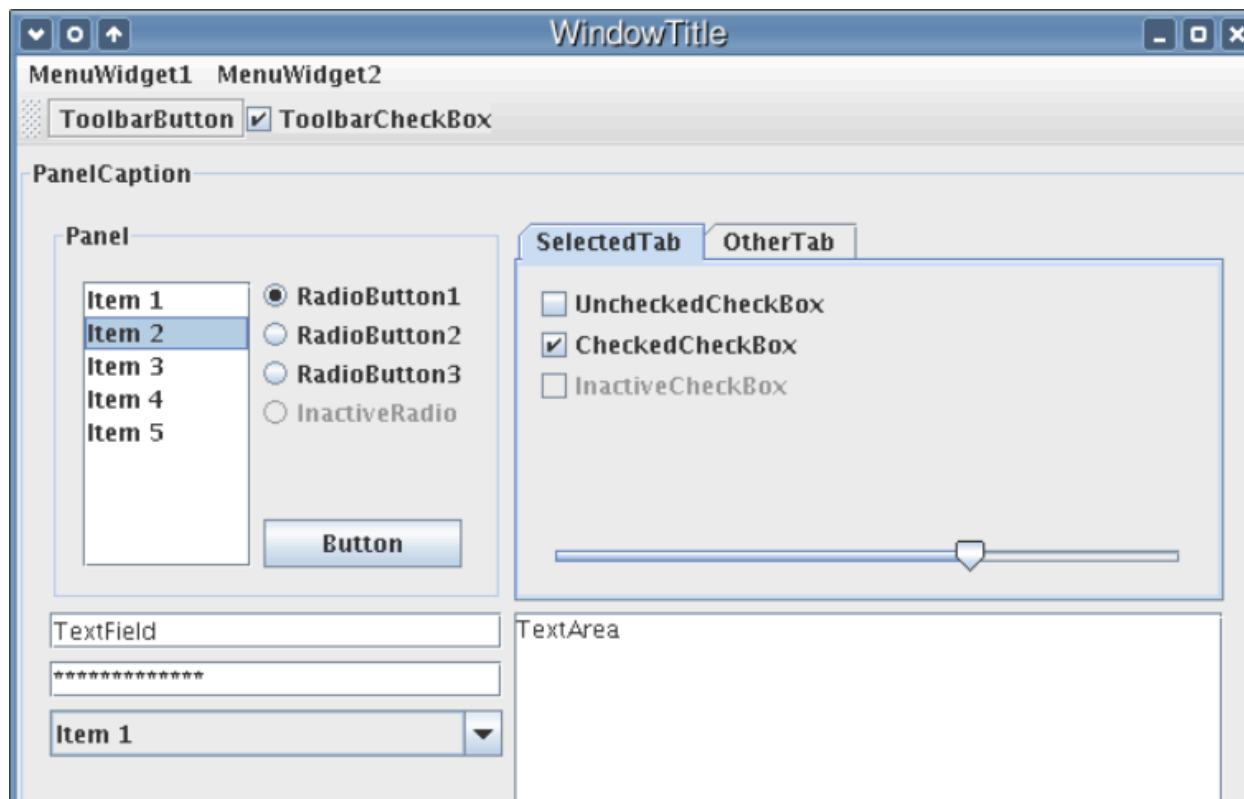 WindowTitle
MenuWidget1 MenuWidget2
ToolbarButton ToolbarCheckBox
PanelCaption
Panel
Item 1
Item 2
Item 3
Item 4
Item 5
RadioButton1
RadioButton2
RadioButton3
InactiveRadio
Button
SelectedTab OtherTab
UncheckedCheckBox
CheckedCheckBox
InactiveCheckBox
TextField
*************
Item 1
TextArea